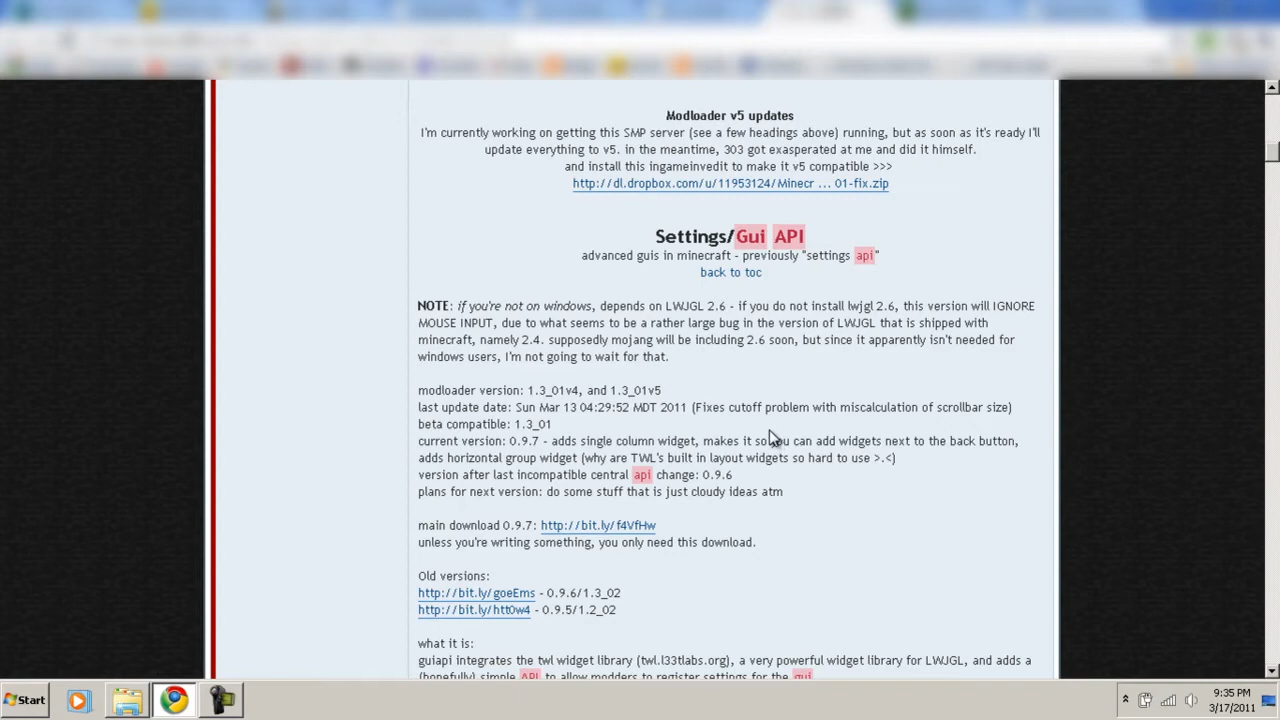 Modloader v5 updates
I'm currently working on getting this SMP server (see a few headings above) running, but as soon as it's ready I'll
update everything to v5. in the meantime, 303 got exasperated at me and did it himself.
and install this ingameinvedit to make it v5 compatible >>>
http://dl.dropbox.com/u/11953124/Minecr ... 01-fix.zip
Settings/Gui API
advanced guis in minecraft - previously "settings api"
back to toc
NOTE: if you're not on windows, depends on LWJGL 2.6 - if you do not install lwjgl 2.6, this version will IGNORE
MOUSE INPUT, due to what seems to be a rather large bug in the version of LWJGL that is shipped with
minecraft, namely 2.4. supposedly mojang will be including 2.6 soon, but since it apparently isn't needed for
windows users, I'm not going to wait for that.
modloader version: 1.3_01v4, and 1.3_01v5
last update date: Sun Mar 13 04:29:52 MDT 2011 (Fixes cutoff problem with miscalculation of scrollbar size)
beta compatible: 1.3_01
current version: 0.9.7 - adds single column widget, makes it so you can add widgets next to the back button,
adds horizontal group widget (why are TWL's built in layout widgets so hard to use >.<)
version after last incompatible central api change: 0.9.6
plans for next version: do some stuff that is just cloudy ideas atm
main download 0.9.7: http://bit.ly/f4VfHw
unless you're writing something, you only need this download.
Old versions:
http://bit.ly/goeEms - 0.9.6/1.3_02
http://bit.ly/htt0w4 - 0.9.5/1.2_02
what it is:
guiapi integrates the twl widget library (twl.l33tlabs.org), a very powerful widget library for LWJGL, and adds a
(hopefully) simple API to allow modders to register settings for the gui
Start
9:35 PM
3/17/2011